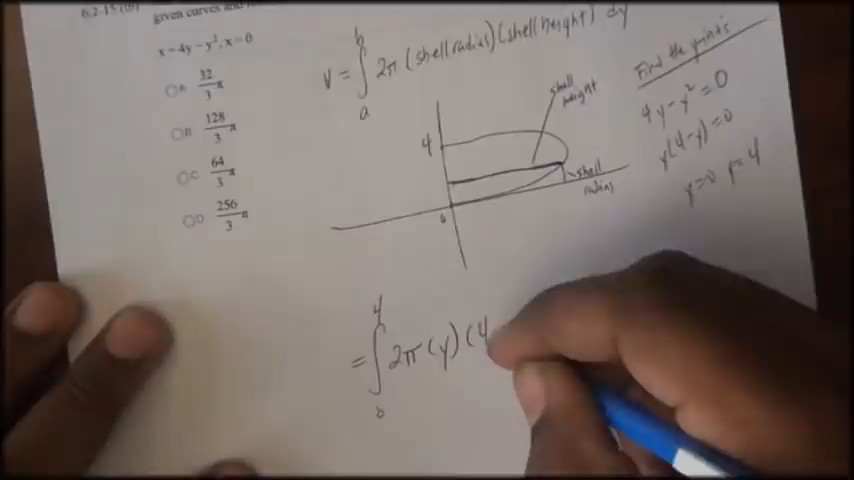 6.2-15 (6)
given curves and
x = 4y - y², x = 0
A 32/3 π
B 128/3 π
C 64/3 π
D 256/3 π
V = ∫ₐᵇ 2π (shell radius) (shell height) dy
4
0
shell height
shell radius
Find the points
4y - y² = 0
y(4-y) = 0
y=0 y=4
= ∫₀⁴ 2π (y) (4